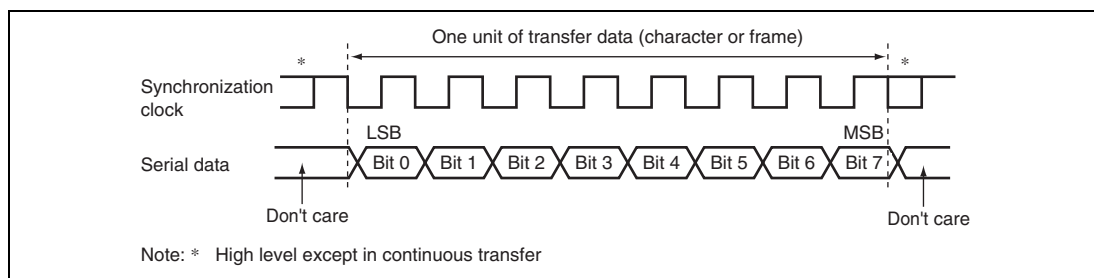 One unit of transfer data (character or frame)
*
*
Synchronization
clock
LSB
MSB
Serial data
Bit 0
Bit 1
Bit 2
Bit 3
Bit 4
Bit 5
Bit 6
Bit 7
Don't care
Don't care
Note: * High level except in continuous transfer